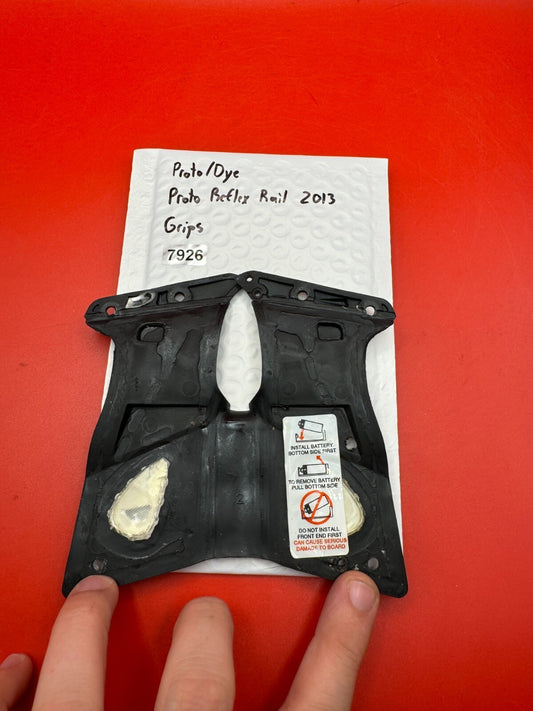 Proto/Dye
Proto Reflex Rail 2013
Grips
7926
INSTALL BATTERY
BOTTOM SIDE FIRST
TO REMOVE BATTERY
PULL BOTTOM SIDE
DO NOT INSTALL
FRONT END FIRST
CAN CAUSE SERIOUS
DAMAGE TO BOARD
2